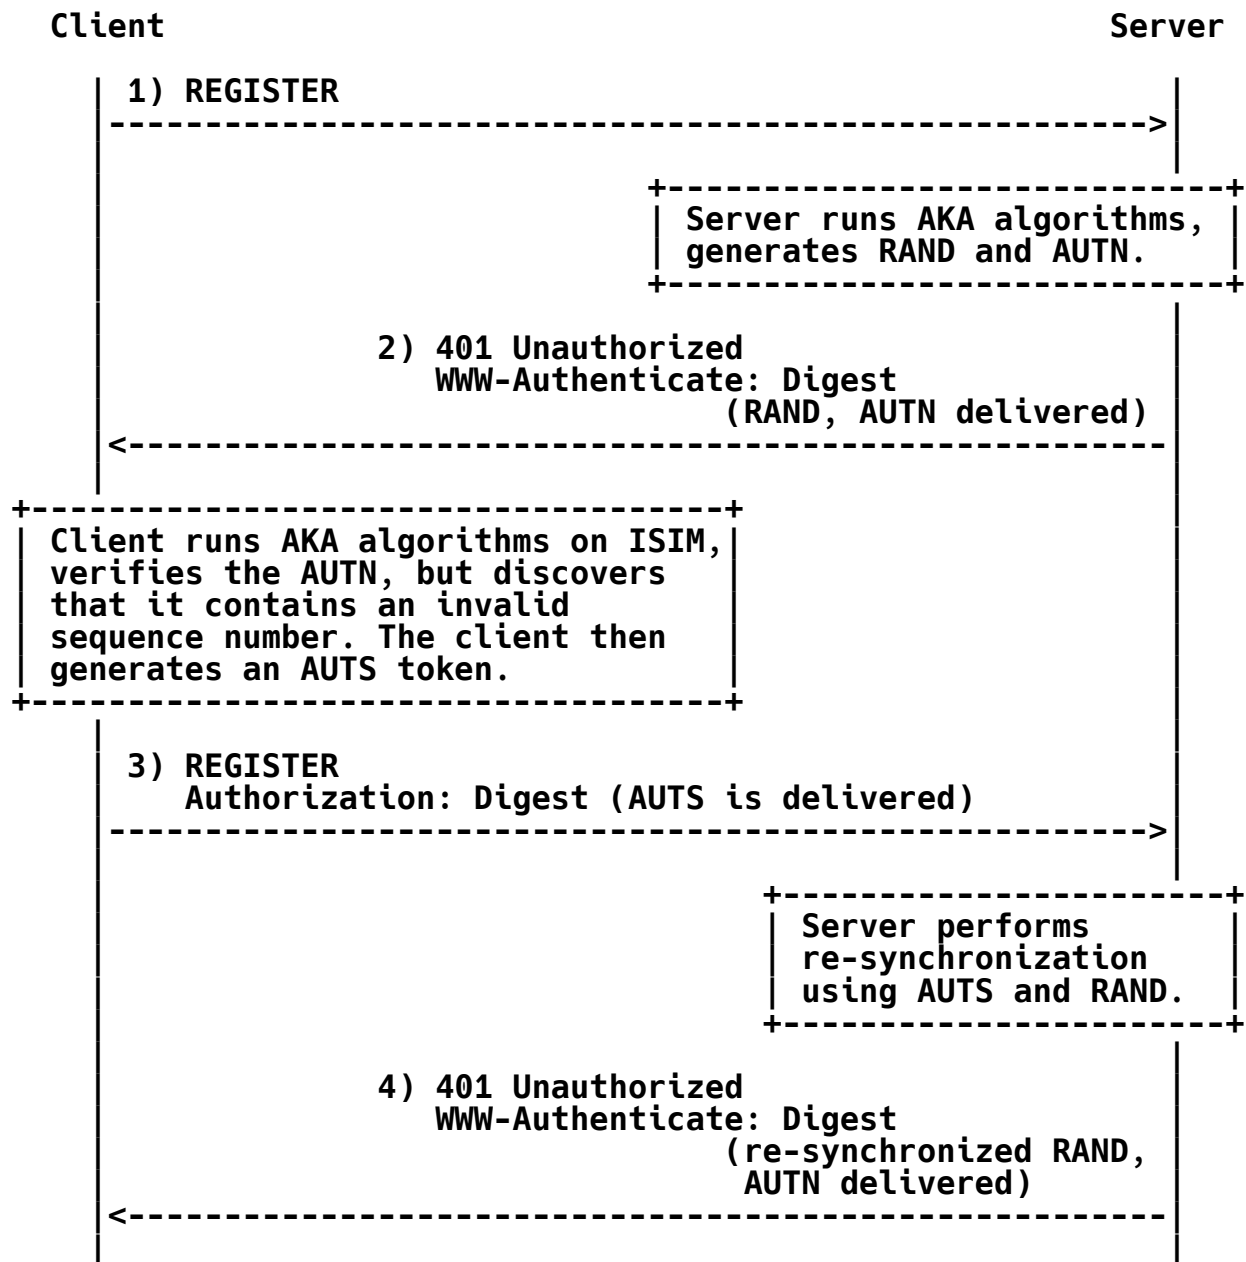 Client Server
1) REGISTER
Server runs AKA algorithms,
generates RAND and AUTN.
2) 401 Unauthorized
WWW-Authenticate: Digest
(RAND, AUTN delivered)
Client runs AKA algorithms on ISIM,
verifies the AUTN, but discovers
that it contains an invalid
sequence number. The client then
generates an AUTS token.
3) REGISTER
Authorization: Digest (AUTS is delivered)
Server performs
re-synchronization
using AUTS and RAND.
4) 401 Unauthorized
WWW-Authenticate: Digest
(re-synchronized RAND,
AUTN delivered)